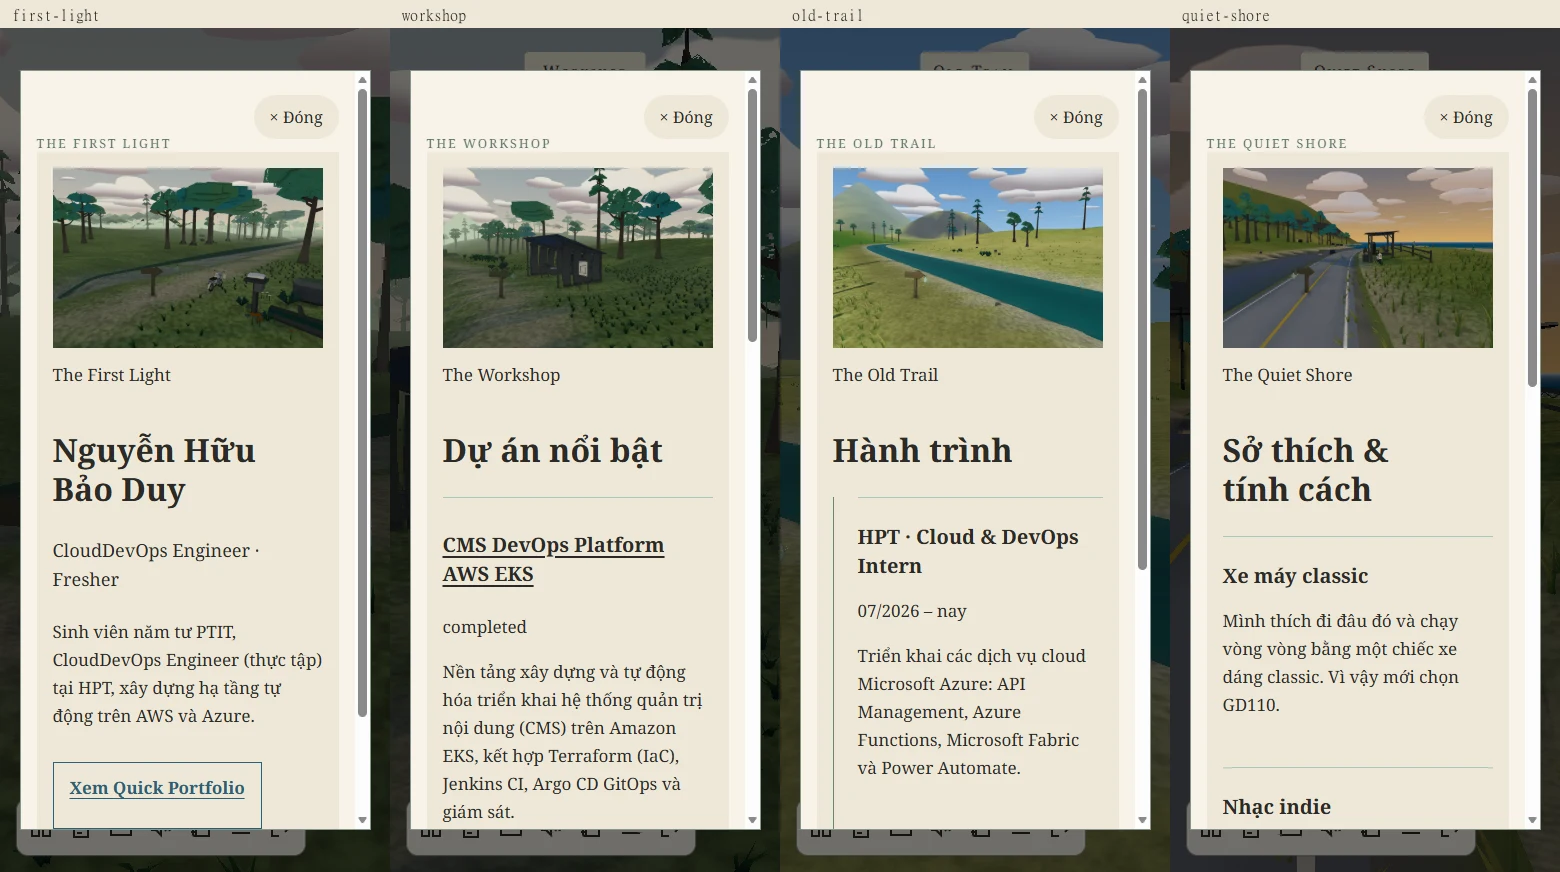 first-light
workshop
old-trail
quiet-shore
× Đóng
THE FIRST LIGHT
The First Light
Nguyễn Hữu
Bảo Duy
CloudDevOps Engineer ·
Fresher
Sinh viên năm tư PTIT,
CloudDevOps Engineer (thực tập)
tại HPT, xây dựng hạ tầng tự
động trên AWS và Azure.
Xem Quick Portfolio
× Đóng
THE WORKSHOP
The Workshop
Dự án nổi bật
CMS DevOps Platform
AWS EKS
completed
Nền tảng xây dựng và tự động
hóa triển khai hệ thống quản trị
nội dung (CMS) trên Amazon
EKS, kết hợp Terraform (IaC),
Jenkins CI, Argo CD GitOps và
giám sát.
× Đóng
THE OLD TRAIL
The Old Trail
Hành trình
HPT · Cloud & DevOps
Intern
07/2026 – nay
Triển khai các dịch vụ cloud
Microsoft Azure: API
Management, Azure
Functions, Microsoft Fabric
và Power Automate.
× Đóng
THE QUIET SHORE
The Quiet Shore
Sở thích &
tính cách
Xe máy classic
Mình thích đi đâu đó và chạy
vòng vòng bằng một chiếc xe
dáng classic. Vì vậy mới chọn
GD110.
Nhạc indie